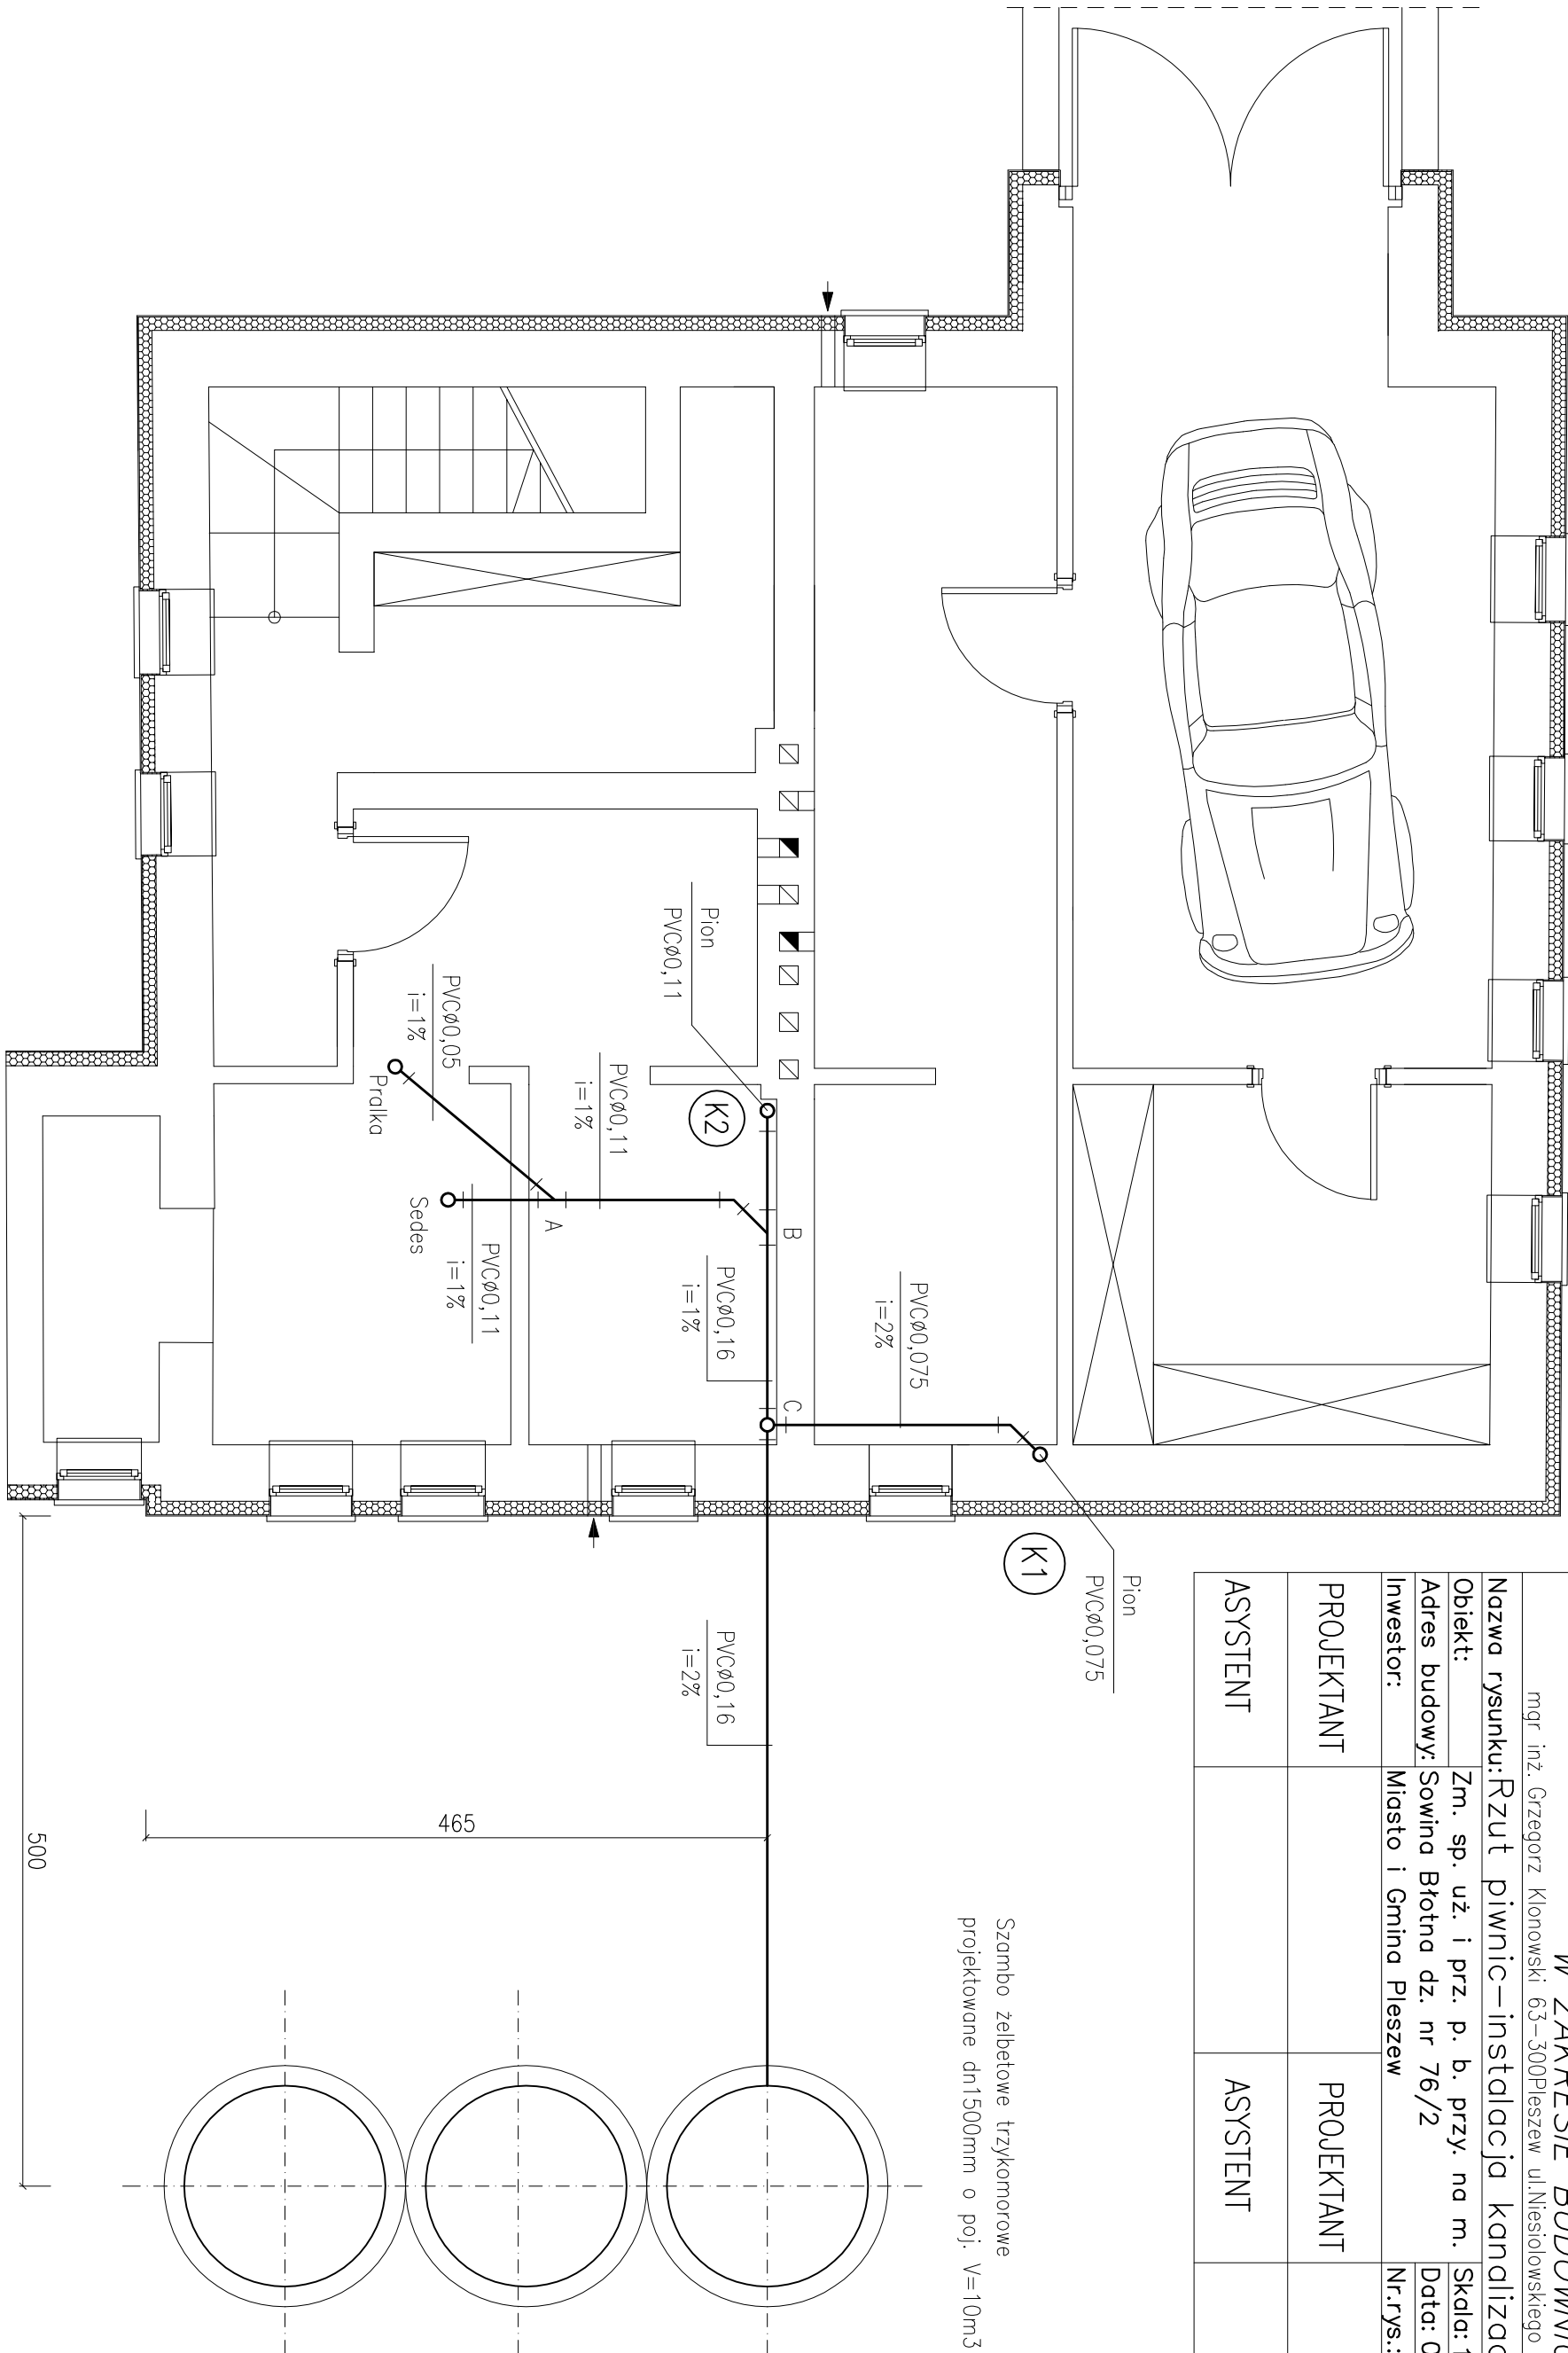 W ZAKRESIE
mgr inż. Grzegorz Klonowski 63-300Pleszew ul.Niesiolowskiego
Nazwa rysunku: Rzut piwnic-instalacja
Obiekt: Zm. sp. uż. i prz. p. b. przy. na m. Skala:
Adres budowy: Sowina Błotna dz. nr 76/2 Data:
Inwestor: Miasto i Gmina Pleszew Nr.rys.:
PROJEKTANT PROJEKTANT
ASYSTENT ASYSTENT
Pion
PVCØ0,075
K1
Szambo żelbetowe trzykomorowe
projektowane dn1500mm o poj. V=10m3
PVCØ0,075
i=2%
C
B
PVCØ0,16
i=1%
PVCØ0,16
i=2%
Pion
PVCØ0,11
K2
PVCØ0,11
i=1%
A
PVCØ0,11
i=1%
PVCØ0,05
i=1%
Sedes
Pralka
465
500